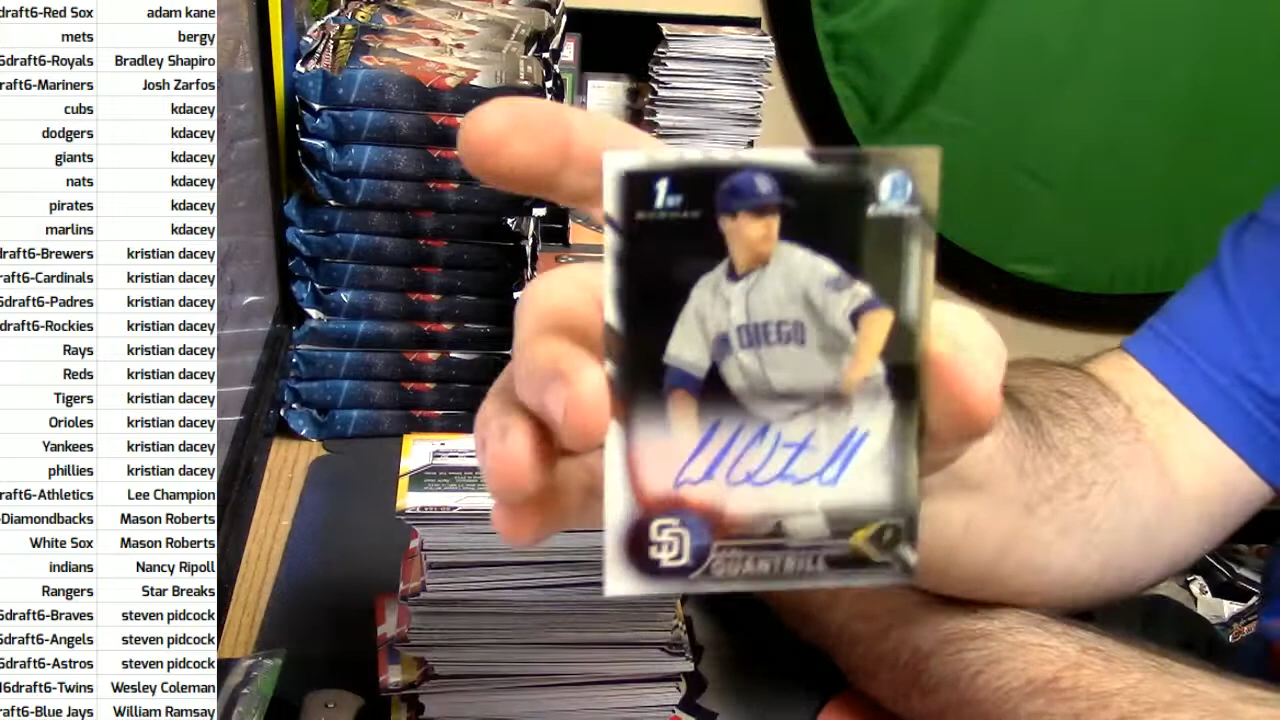 draft6-Red Sox adam kane
mets bergy
6draft6-Royals Bradley Shapiro
raft6-Mariners Josh Zarfos
cubs kdacey
dodgers kdacey
giants kdacey
nats kdacey
pirates kdacey
marlins kdacey
draft6-Brewers kristian dacey
raft6-Cardinals kristian dacey
6draft6-Padres kristian dacey
draft6-Rockies kristian dacey
Rays kristian dacey
Reds kristian dacey
Tigers kristian dacey
Orioles kristian dacey
Yankees kristian dacey
phillies kristian dacey
raft6-Athletics Lee Champion
-Diamondbacks Mason Roberts
White Sox Mason Roberts
indians Nancy Ripoll
Rangers Star Breaks
6draft6-Braves steven pidcock
6draft6-Angels steven pidcock
6draft6-Astros steven pidcock
16draft6-Twins Wesley Coleman
raft6-Blue Jays William Ramsay
1ST
BOWMAN
SAN DIEGO
SD
QUANTRILL